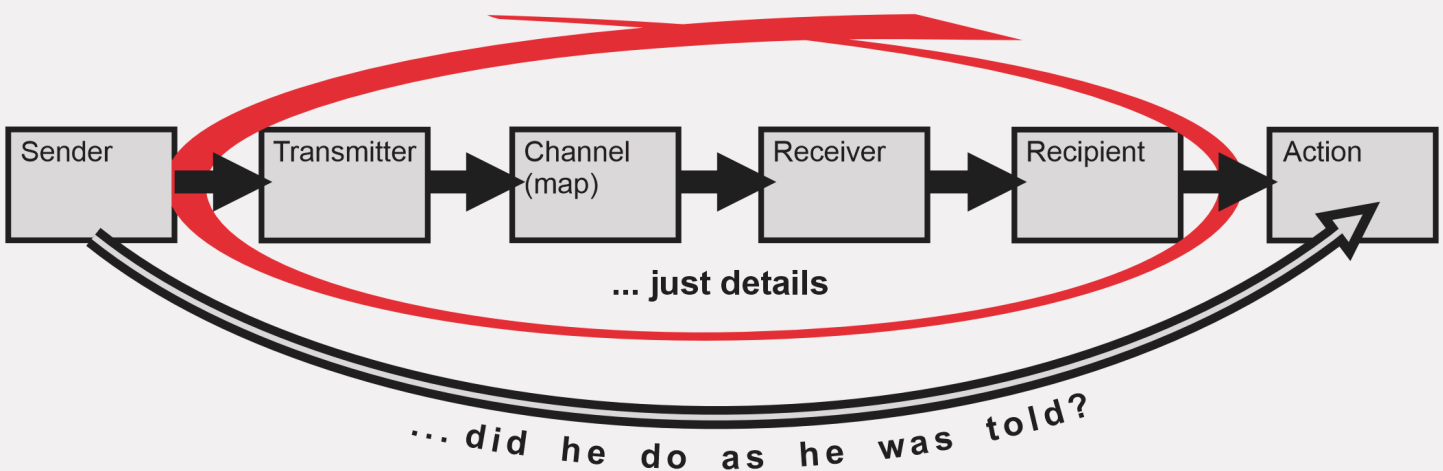 Sender
Transmitter
Channel
(map)
Receiver
Recipient
Action
... just details
... did he do as he was told?